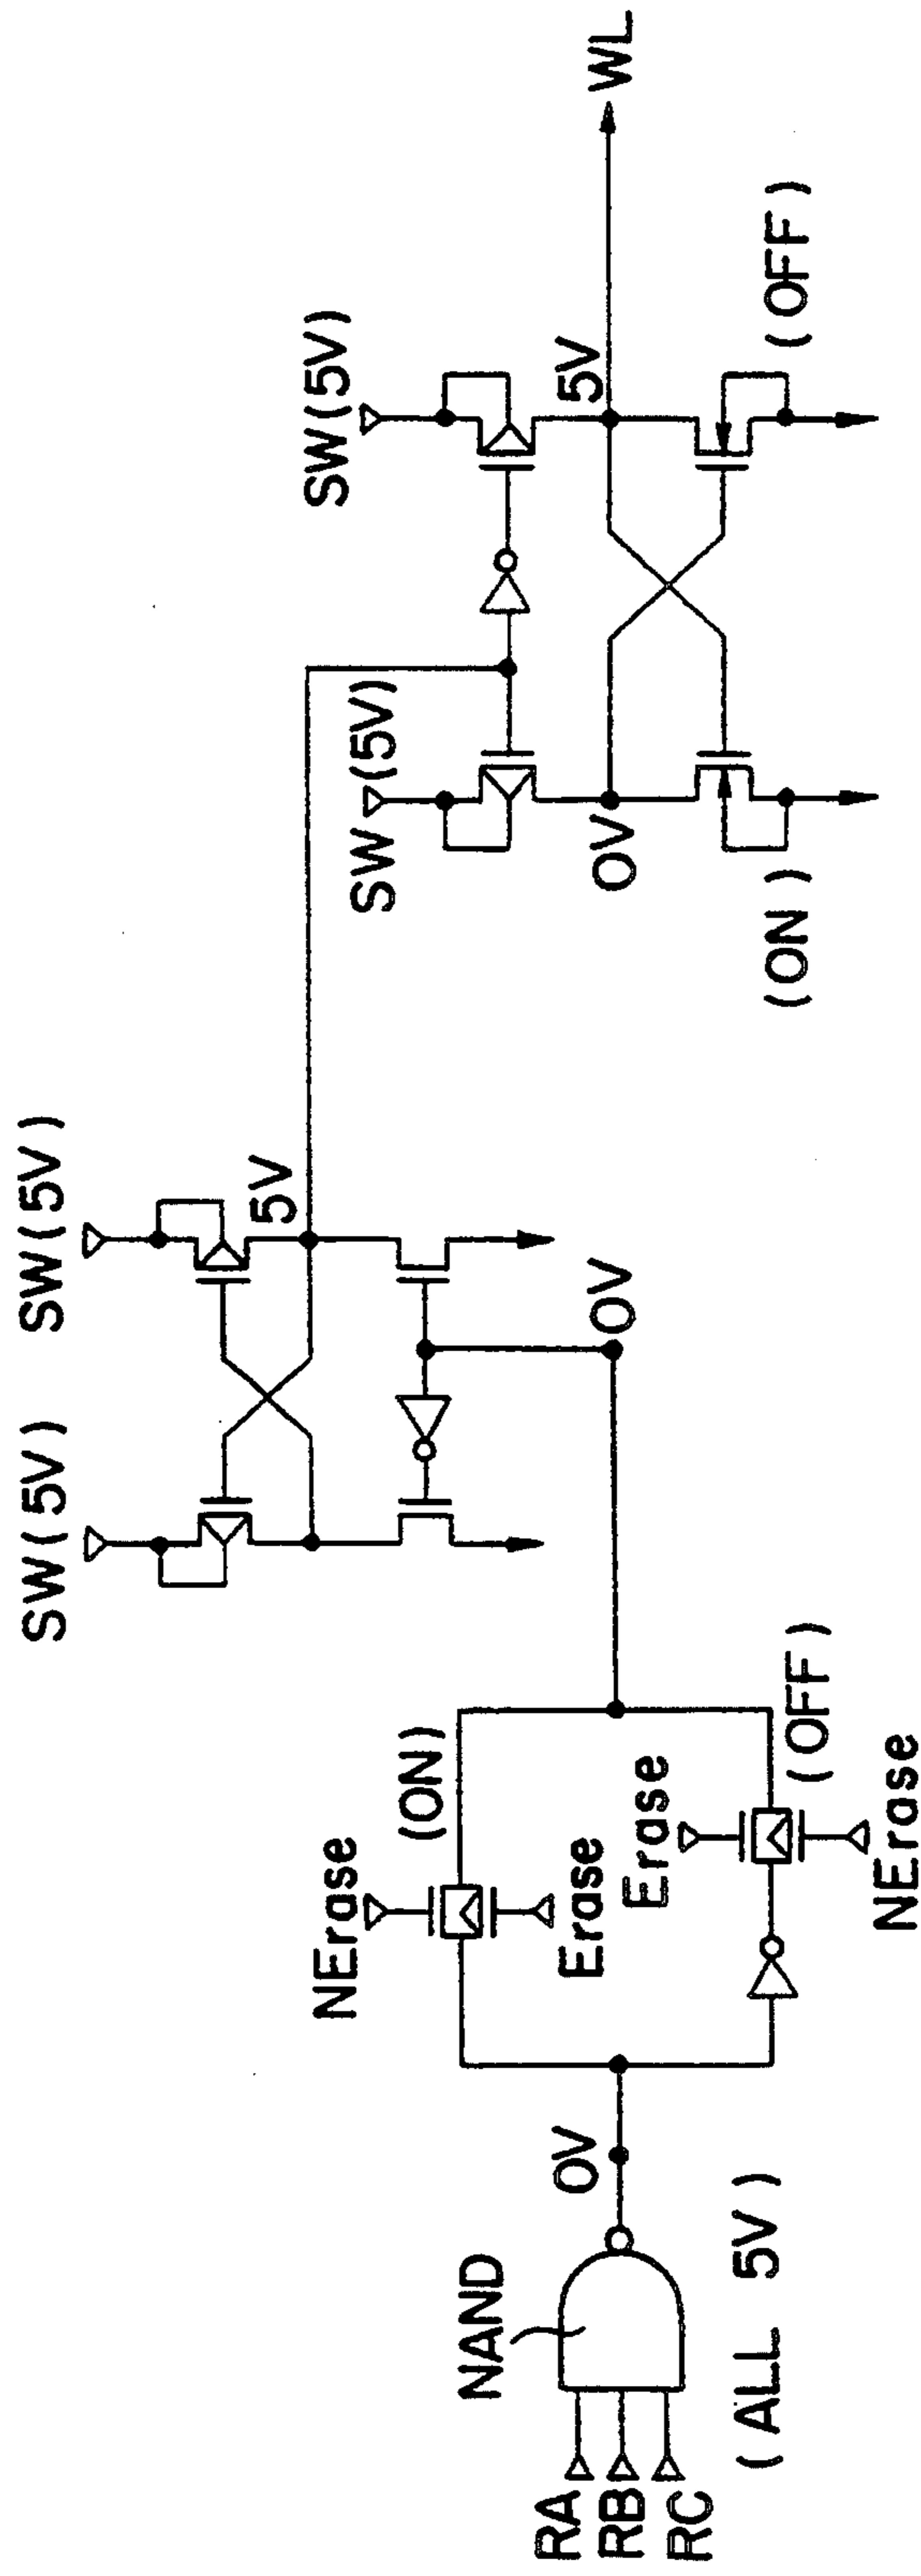 RA
RB
RC
(ALL 5V)
NAND
0V
NErase
Erase
(ON)
Erase
NErase
(OFF)
0V
SW(5V)
SW(5V)
5V
SW(5V)
0V
(ON)
SW(5V)
5V
(OFF)
WL